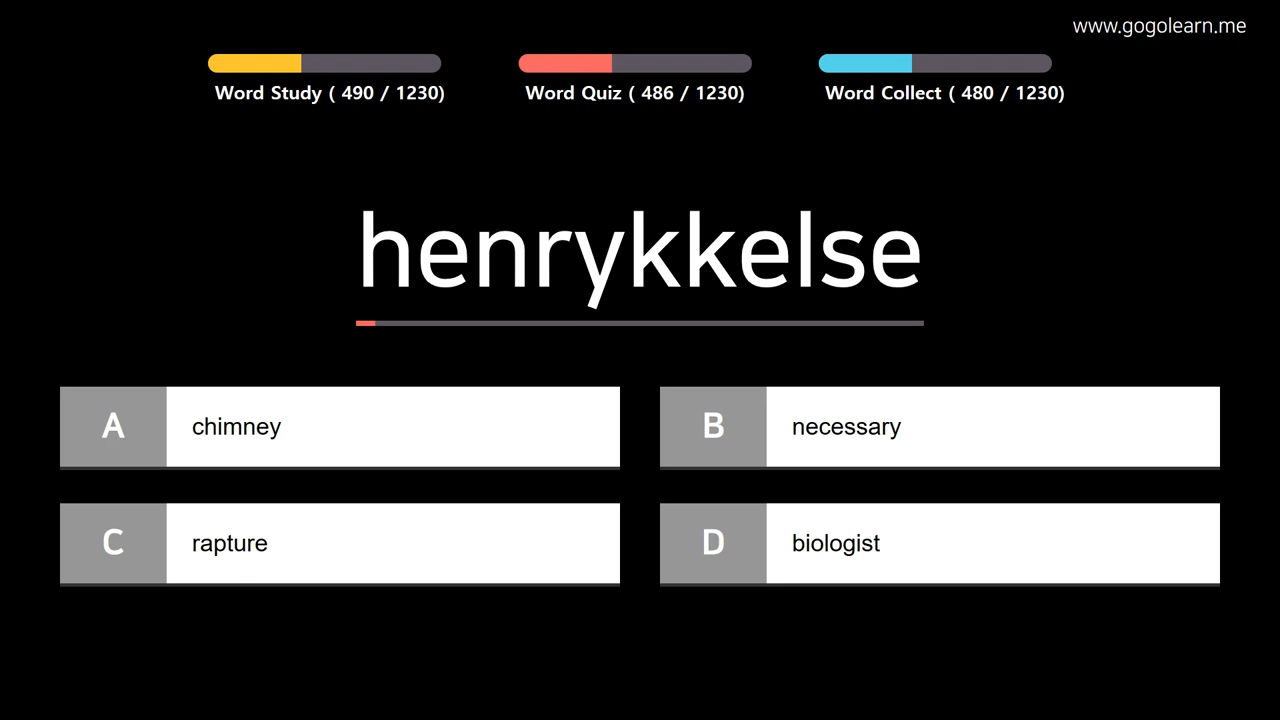 www.gogolearn.me
Word Study ( 490 / 1230)
Word Quiz ( 486 / 1230)
Word Collect ( 480 / 1230)
henrykkelse
A chimney
B necessary
C rapture
D biologist